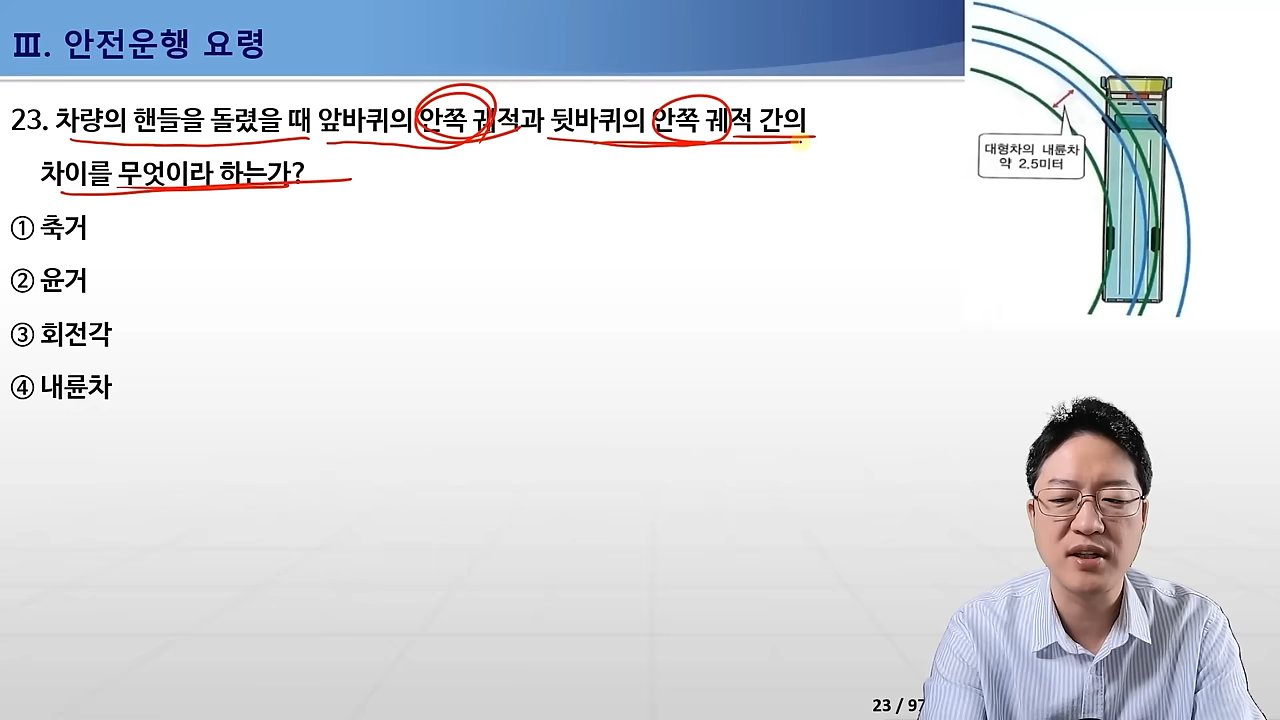 Ⅲ. 안전운행 요령
23. 차량의 핸들을 돌렸을 때 앞바퀴의 안쪽 궤적과 뒷바퀴의 안쪽 궤적 간의
차이를 무엇이라 하는가?
① 축거
② 윤거
③ 회전각
④ 내륜차
대형차의 내륜차
약 2.5미터
23 / 97